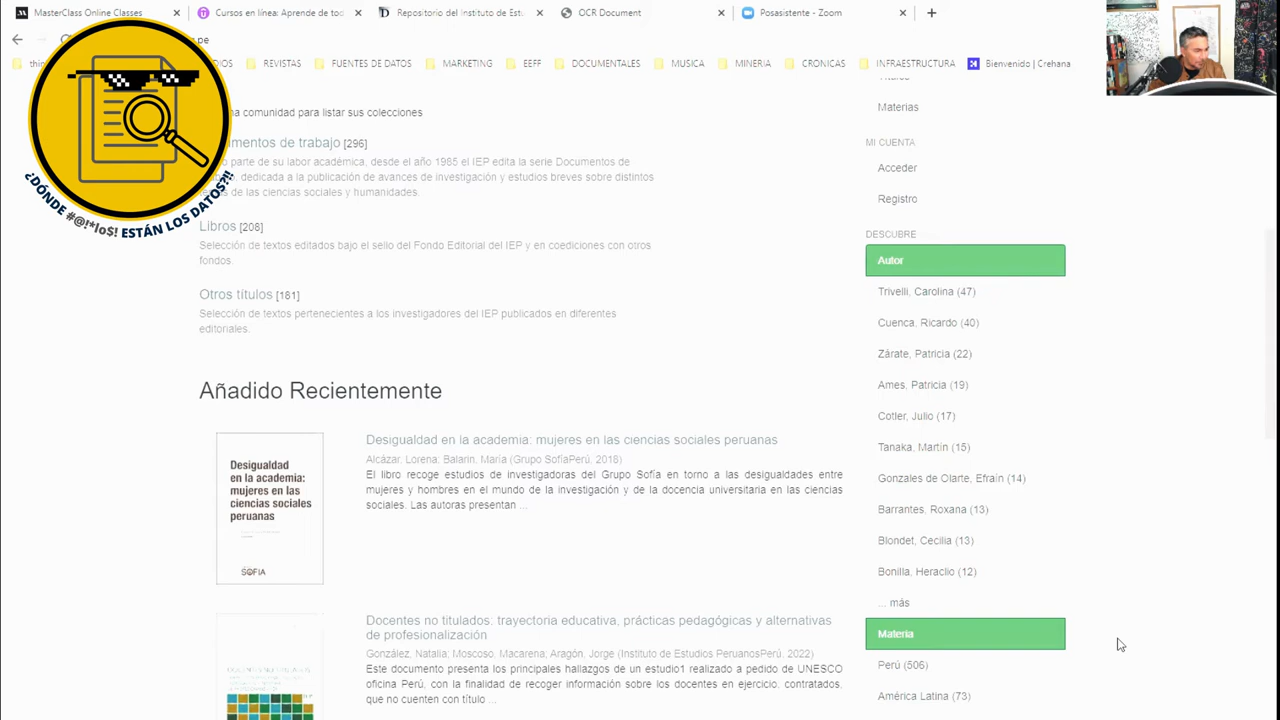 MasterClass Online Classes
Cursos en línea: Aprende de tod
Repositorio del Instituto de Estu
OCR Document
Posasistente - Zoom
pe
REVISTAS
FUENTES DE DATOS
MARKETING
EEFF
DOCUMENTALES
MUSICA
MINERIA
CRONICAS
INFRAESTRUCTURA
Bienvenido | Crehana
¿DÓNDE #@!*lo$! ESTÁN LOS DATOS?!!
comunidad para listar sus colecciones
mentos de trabajo [296]
parte de su labor académica, desde el año 1985 el IEP edita la serie Documentos de
dedicada a la publicación de avances de investigación y estudios breves sobre distintos
de las ciencias sociales y humanidades.
Libros [208]
Selección de textos editados bajo el sello del Fondo Editorial del IEP y en coediciones con otros
fondos.
Otros títulos [181]
Selección de textos pertenecientes a los investigadores del IEP publicados en diferentes
editoriales.
Añadido Recientemente
Desigualdad
en la academia:
mujeres en las
ciencias sociales
peruanas
SOFIA
Desigualdad en la academia: mujeres en las ciencias sociales peruanas
Alcázar, Lorena; Balarin, María (Grupo SofíaPerú, 2018)
El libro recoge estudios de investigadoras del Grupo Sofía en torno a las desigualdades entre
mujeres y hombres en el mundo de la investigación y de la docencia universitaria en las ciencias
sociales. Las autoras presentan ...
Docentes no titulados: trayectoria educativa, prácticas pedagógicas y alternativas
de profesionalización
González, Natalia; Moscoso, Macarena; Aragón, Jorge (Instituto de Estudios PeruanosPerú, 2022)
Este documento presenta los principales hallazgos de un estudio1 realizado a pedido de UNESCO
oficina Perú, con la finalidad de recoger información sobre los docentes en ejercicio, contratados,
que no cuenten con título ...
Títulos
Materias
MI CUENTA
Acceder
Registro
DESCUBRE
Autor
Trivelli, Carolina (47)
Cuenca, Ricardo (40)
Zárate, Patricia (22)
Ames, Patricia (19)
Cotler, Julio (17)
Tanaka, Martín (15)
Gonzales de Olarte, Efraín (14)
Barrantes, Roxana (13)
Blondet, Cecilia (13)
Bonilla, Heraclio (12)
... más
Materia
Perú (506)
América Latina (73)